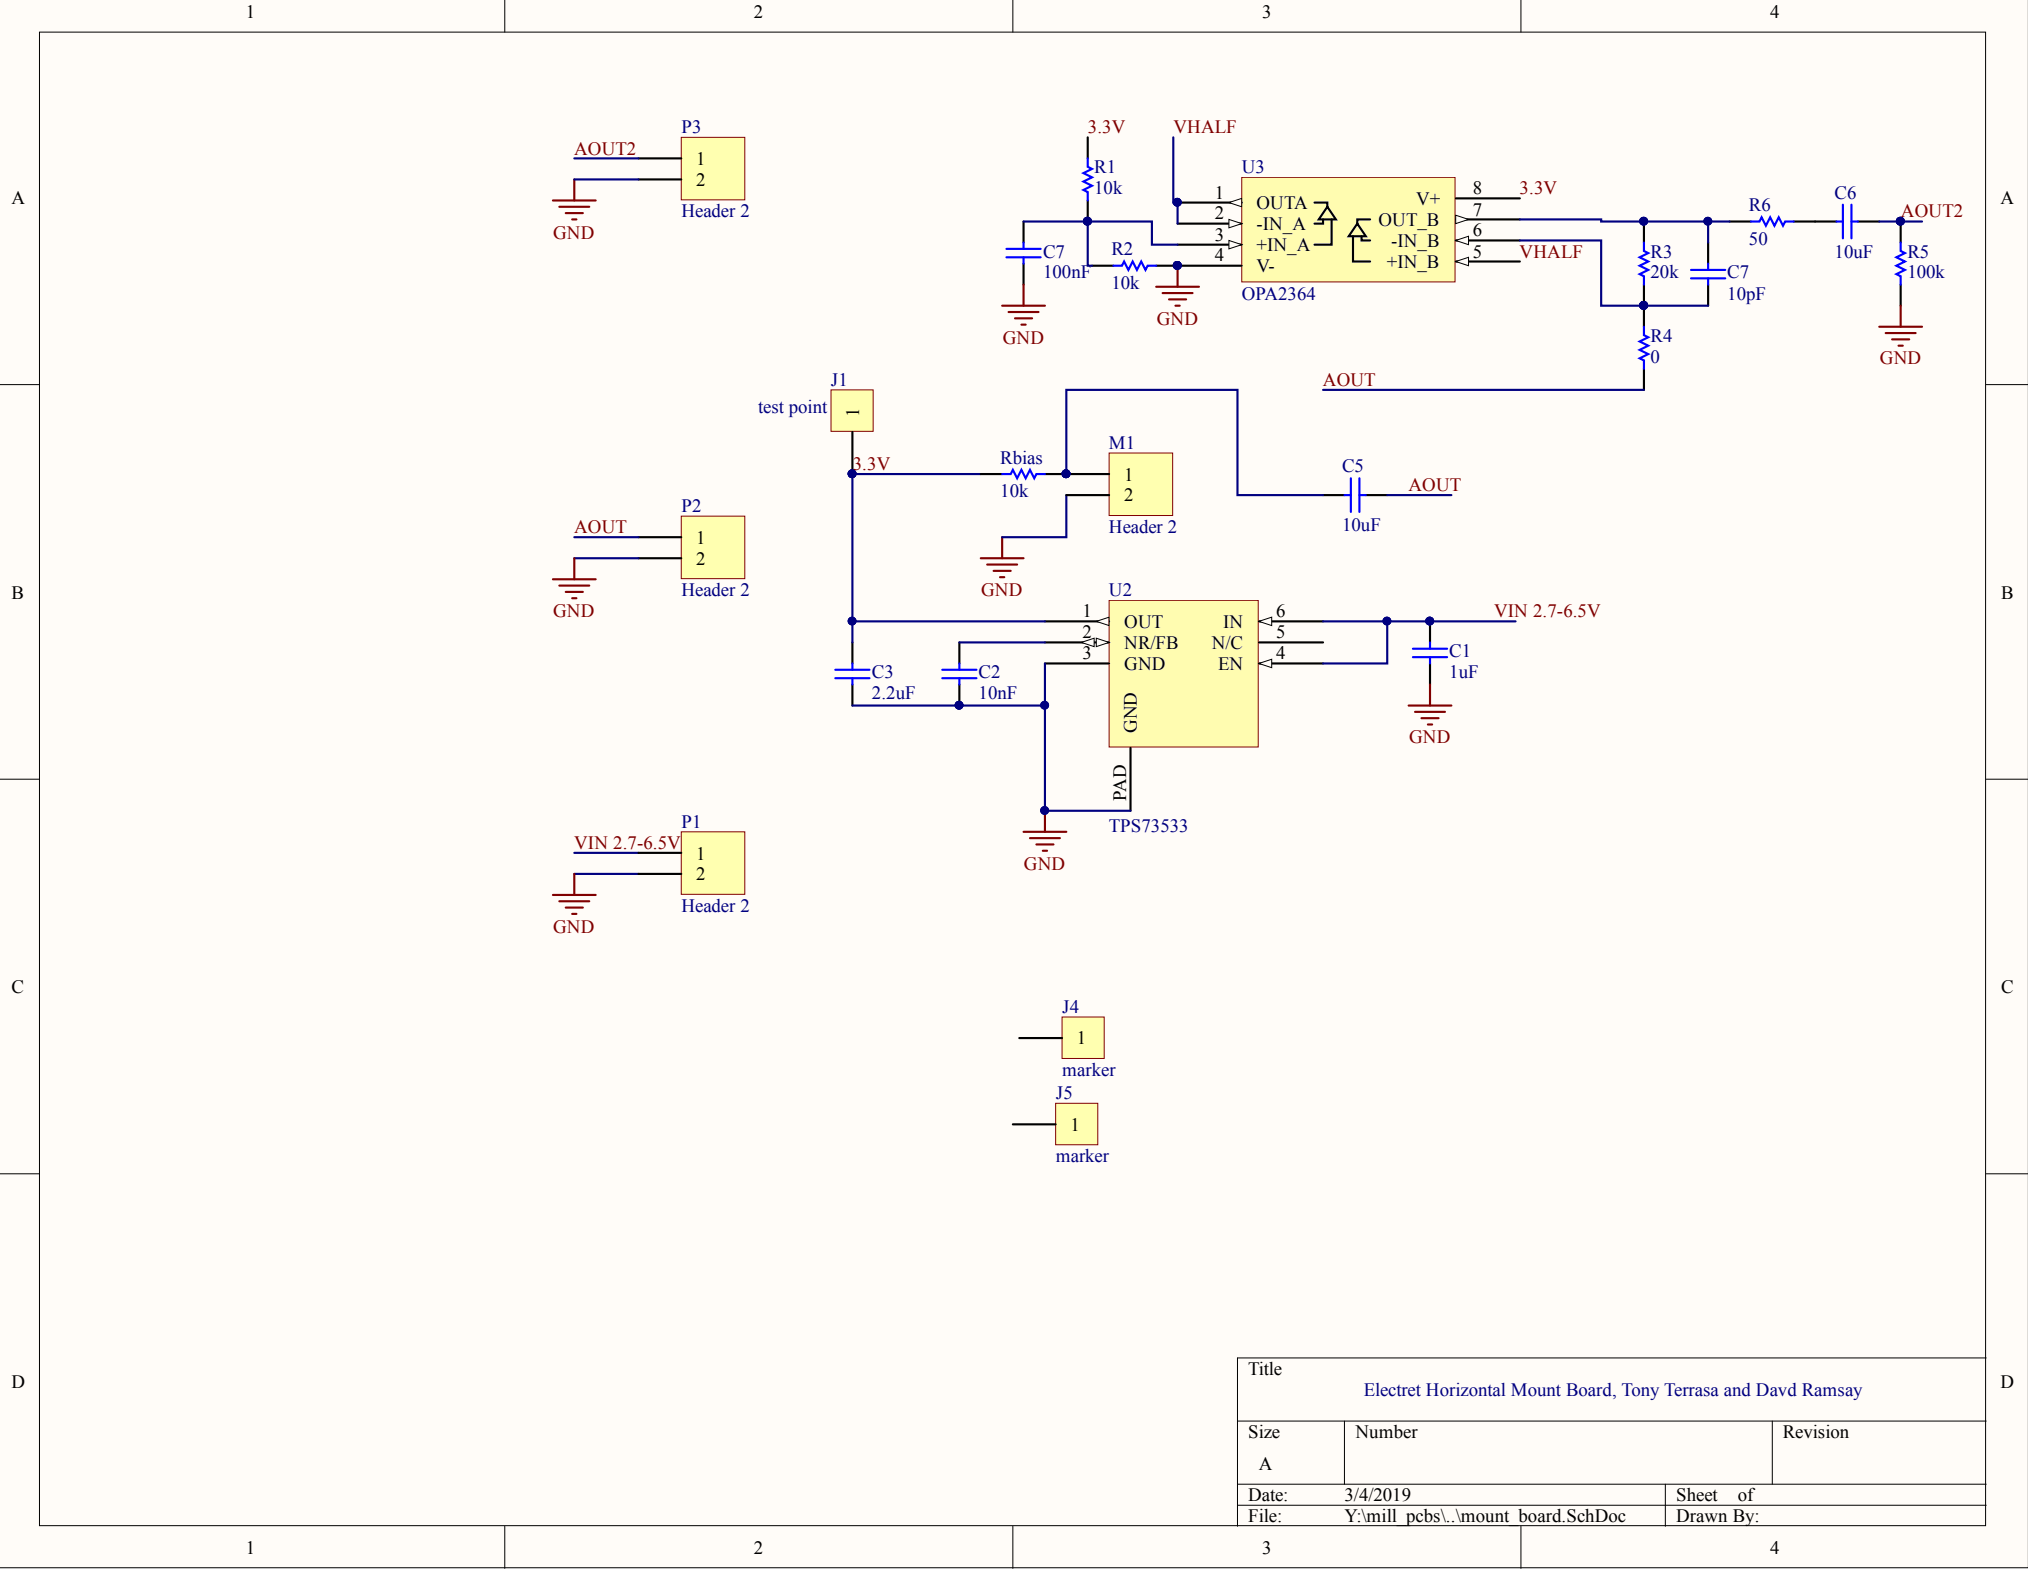 1 2 3 4
A A
B B
C C
D D
1 2 3 4
P3
AOUT2
1
2
Header 2
GND
3.3V
R1
10k
C7
100nF
GND
R2
10k
GND
VHALF
U3
1 OUTA
2 -IN_A
3 +IN_A
4 V-
V+ 8 3.3V
OUT_B 7
-IN_B 6
+IN_B 5 VHALF
OPA2364
R3
20k
C7
10pF
R4
0
AOUT
R6
50
C6
10uF
AOUT2
R5
100k
GND
J1
test point
1
3.3V
Rbias
10k
M1
1
2
Header 2
GND
C5
10uF
AOUT
P2
AOUT
1
2
Header 2
GND
U2
1 OUT
2 NR/FB
3 GND
IN 6
N/C 5
EN 4
GND
PAD
TPS73533
VIN 2.7-6.5V
C1
1uF
GND
C3
2.2uF
C2
10nF
GND
P1
VIN 2.7-6.5V
1
2
Header 2
GND
J4
1
marker
J5
1
marker
Title
Electret Horizontal Mount Board, Tony Terrasa and Davd Ramsay
Size Number Revision
A
Date: 3/4/2019 Sheet of
File: Y:\mill_pcbs\..\mount_board.SchDoc Drawn By: